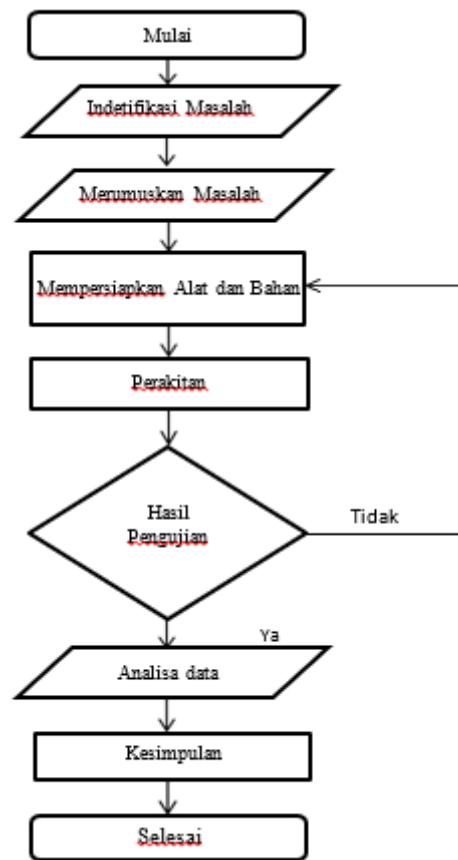 Mulai
Indetifikasi Masalah
Merumuskan Masalah
Mempersiapkan Alat dan Bahan
Perakitan
Hasil
Pengujian
Tidak
Ya
Analisa data
Kesimpulan
Selesai